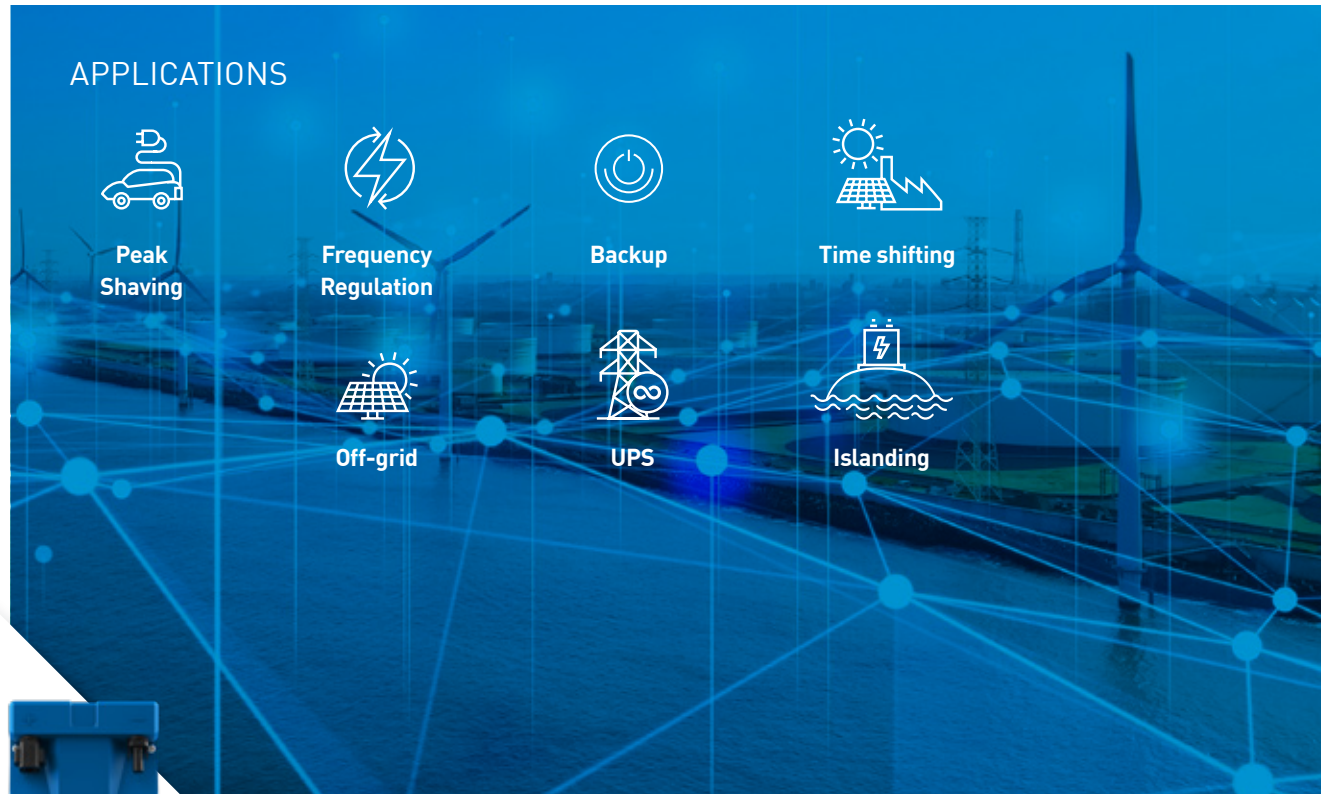 APPLICATIONS
Peak
Shaving
Frequency
Regulation
Backup
Time shifting
Off-grid
UPS
Islanding